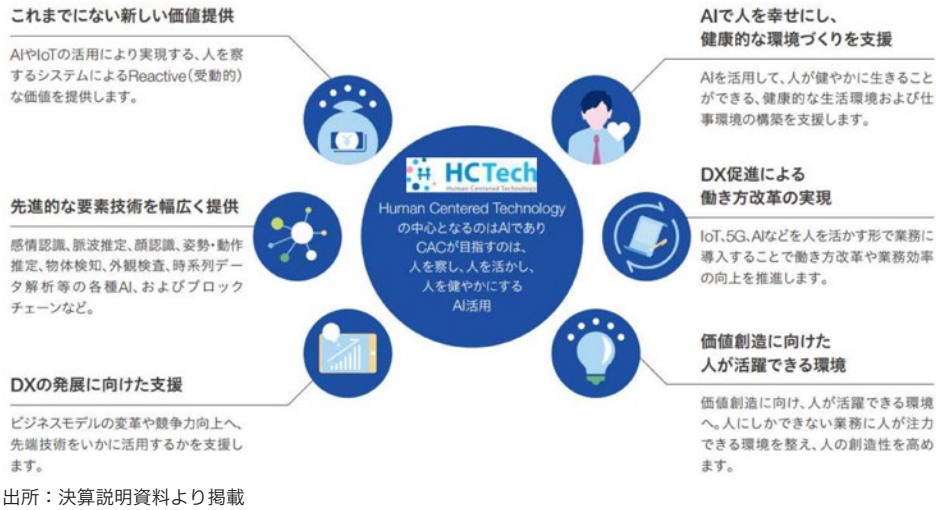 これまでにない新しい価値提供
AIやIoTの活用により実現する、人を察
するシステムによるReactive(受動的)
な価値を提供します。
先進的な要素技術を幅広く提供
感情認識、脈波推定、顔認識、姿勢・動作
推定、物体検知、外観検査、時系列デー
タ解析等の各種AI、およびブロック
チェーンなど。
DXの発展に向けた支援
ビジネスモデルの変革や競争力向上へ、
先端技術をいかに活用するかを支援し
ます。
HCTech
Human Centered Technology
Human Centered Technology
の中心となるのはAIであり
CACが目指すのは、
人を察し、人を活かし、
人を健やかにする
AI活用
AIで人を幸せにし、
健康的な環境づくりを支援
AIを活用して、人が健やかに生きること
ができる、健康的な生活環境および仕
事環境の構築を支援します。
DX促進による
働き方改革の実現
IoT、5G、AIなどを人を活かす形で業務に
導入することで働き方改革や業務効率
の向上を推進します。
価値創造に向けた
人が活躍できる環境
価値創造に向け、人が活躍できる環境
へ。人にしかできない業務に人が注力
できる環境を整え、人の創造性を高め
ます。
出所：決算説明資料より掲載